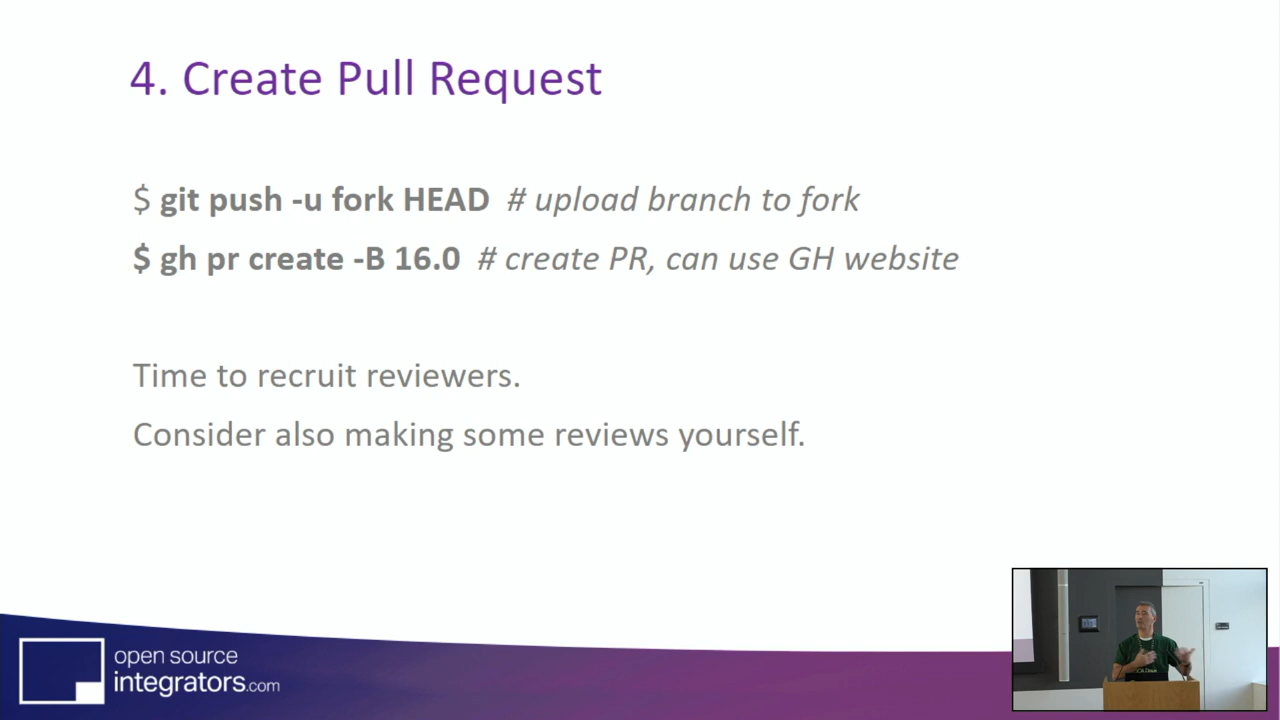 4. Create Pull Request
$ git push -u fork HEAD # upload branch to fork
$ gh pr create -B 16.0 # create PR, can use GH website
Time to recruit reviewers.
Consider also making some reviews yourself.
open source
integrators.com